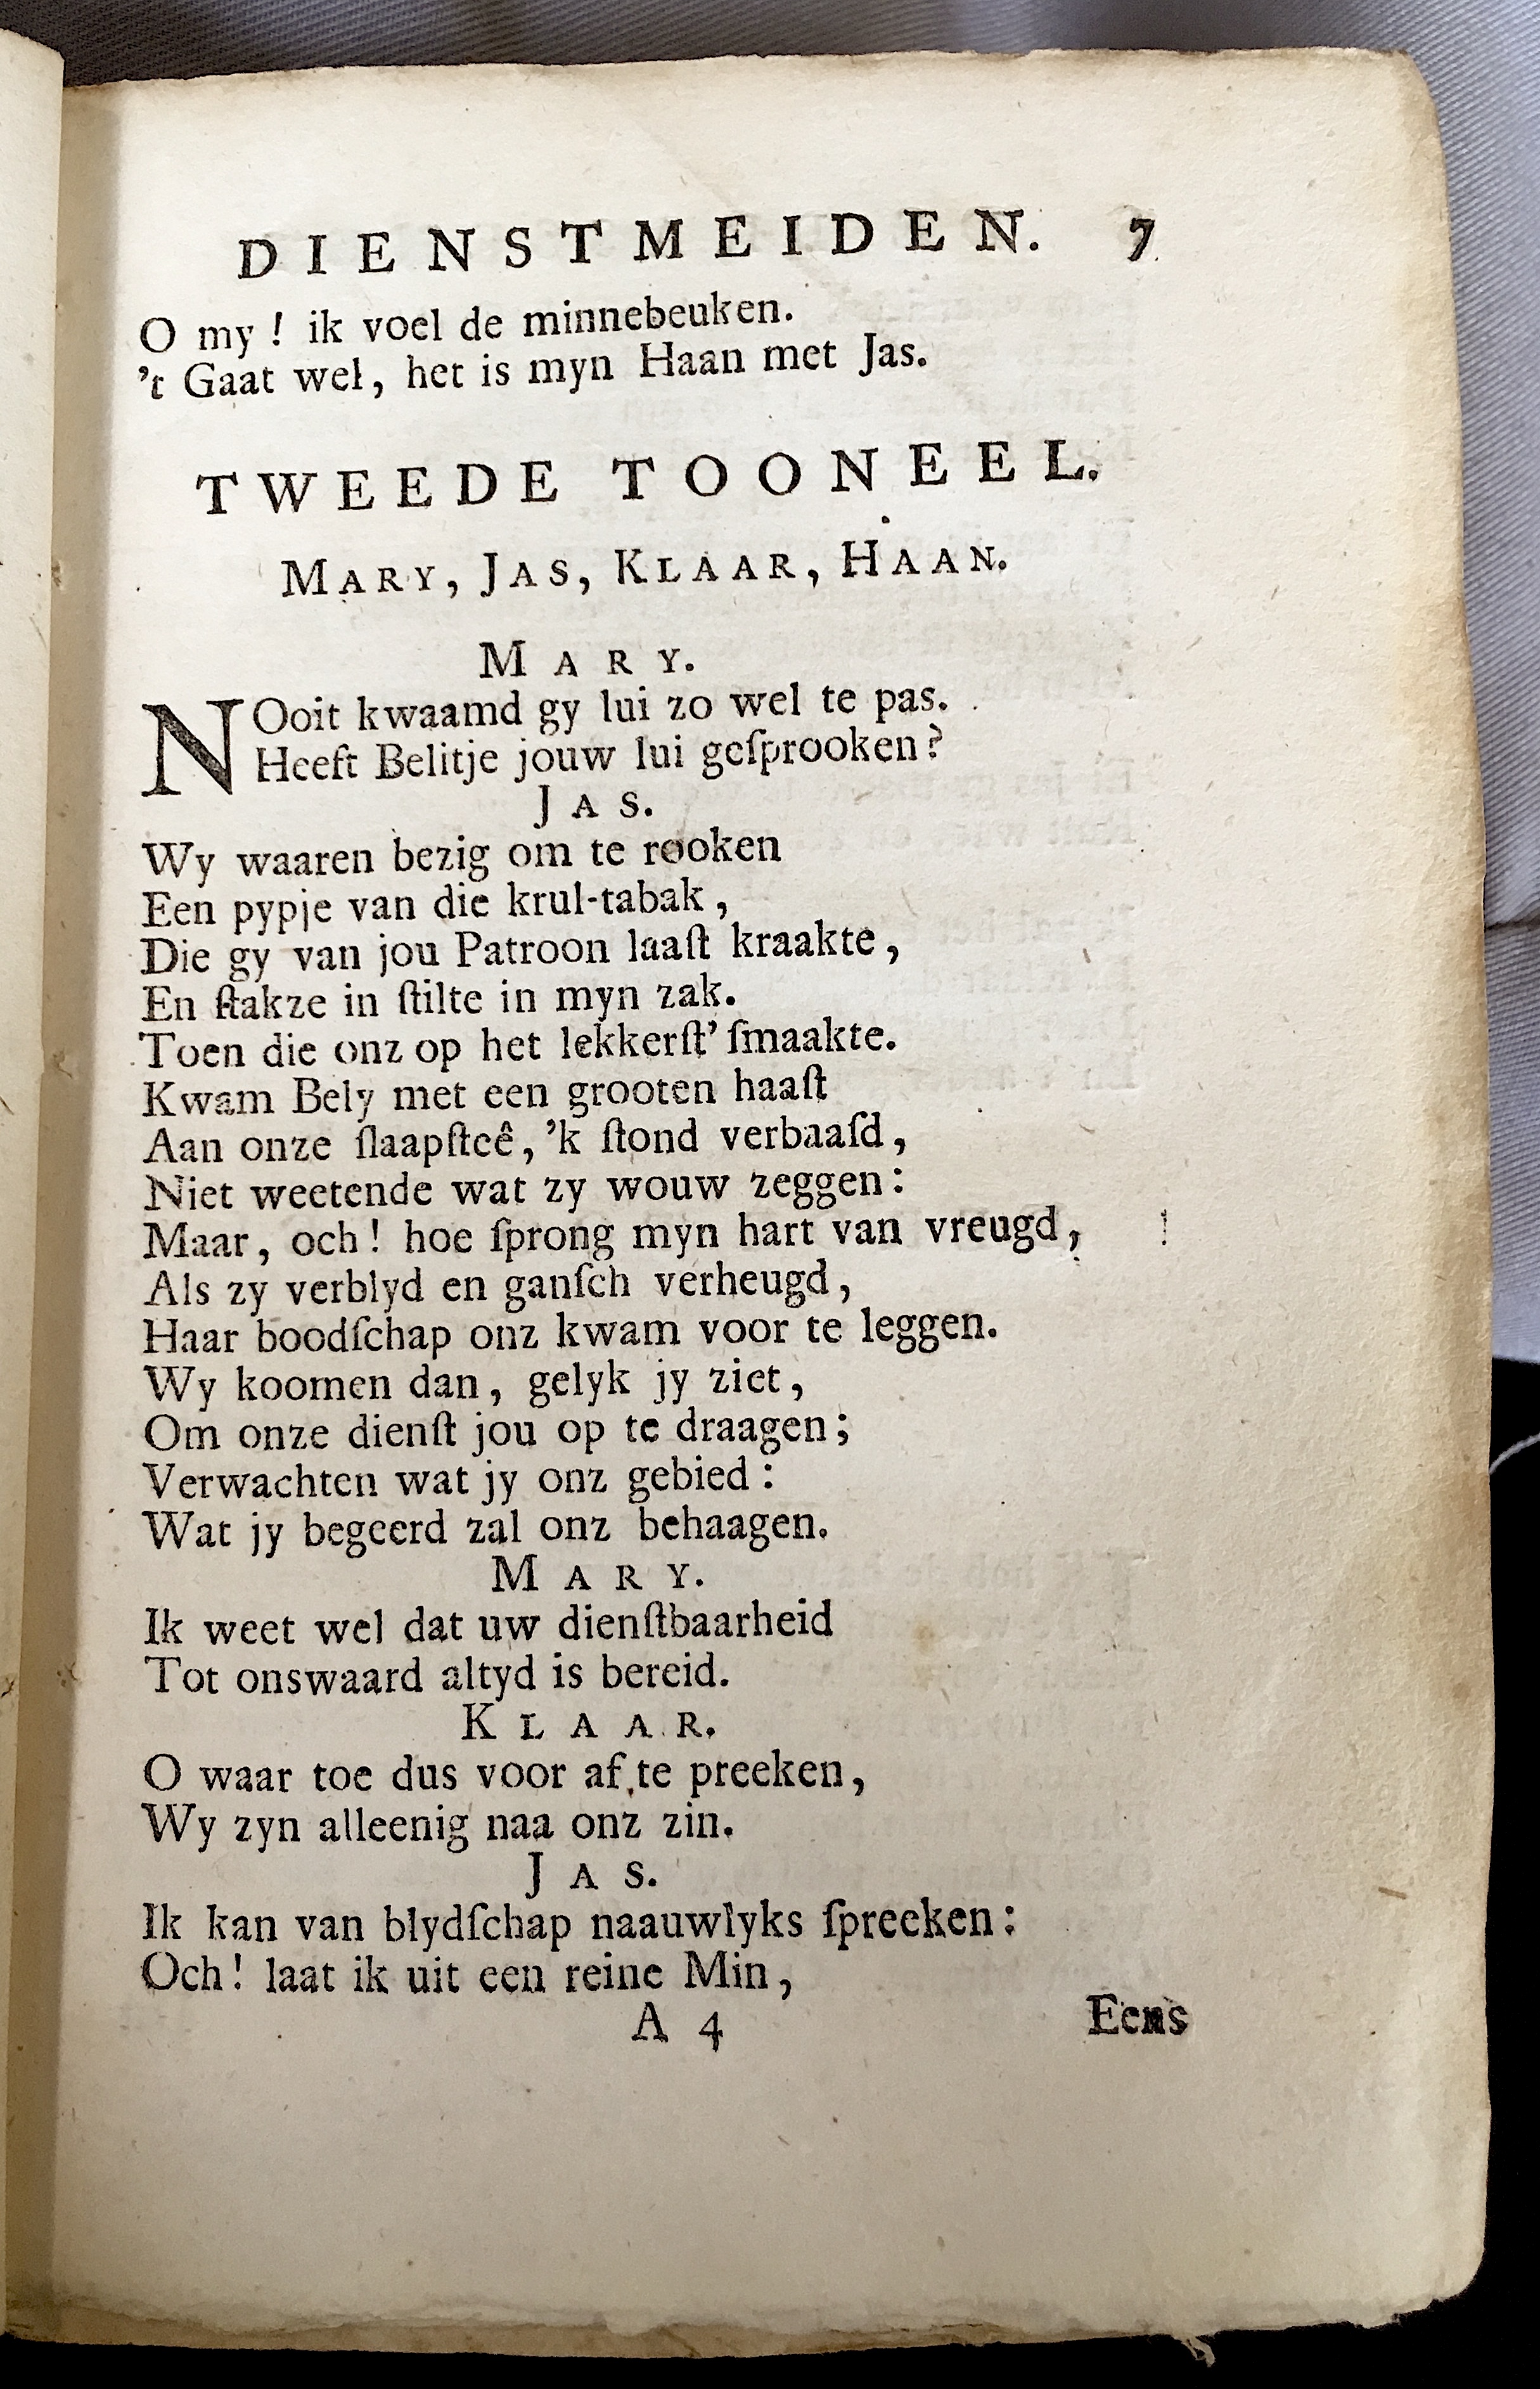 DIENSTMEIDEN. 7
O my! ik voel de minnebeuken.
't Gaat wel, het is myn Haan met Jas.
TWEEDE TOONEEL.
MARY, JAS, KLAAR, HAAN.
MARY.
NOoit kwaamd gy lui zo wel te pas.
Heeft Belitje jouw lui geſprooken?
JAS.
Wy waaren bezig om te rooken
Een pypje van die krul-tabak,
Die gy van jou Patroon laaſt kraakte,
En ſtakze in ſtilte in myn zak.
Toen die onz op het lekkerſt' ſmaakte.
Kwam Bely met een grooten haaſt
Aan onze ſlaapſteê, 'k ſtond verbaaſd,
Niet weetende wat zy wouw zeggen:
Maar, och! hoe ſprong myn hart van vreugd,
Als zy verblyd en ganſch verheugd,
Haar boodſchap onz kwam voor te leggen.
Wy koomen dan, gelyk jy ziet,
Om onze dienſt jou op te draagen;
Verwachten wat jy onz gebied:
Wat jy begeerd zal onz behaagen.
MARY.
Ik weet wel dat uw dienſtbaarheid
Tot onswaard altyd is bereid.
KLAAR.
O waar toe dus voor af te preeken,
Wy zyn alleenig naa onz zin.
JAS.
Ik kan van blydſchap naauwlyks ſpreeken:
Och! laat ik uit een reine Min,
A 4 Eens